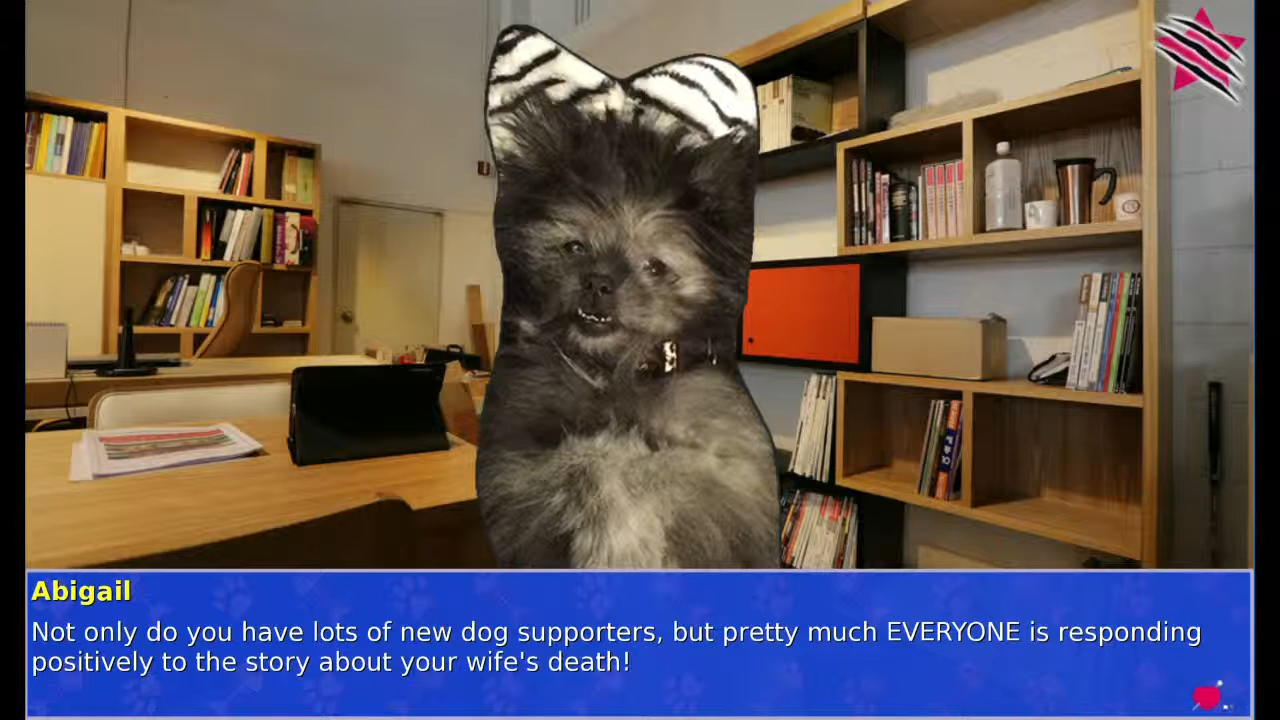 Abigail
Not only do you have lots of new dog supporters, but pretty much EVERYONE is responding
positively to the story about your wife's death!